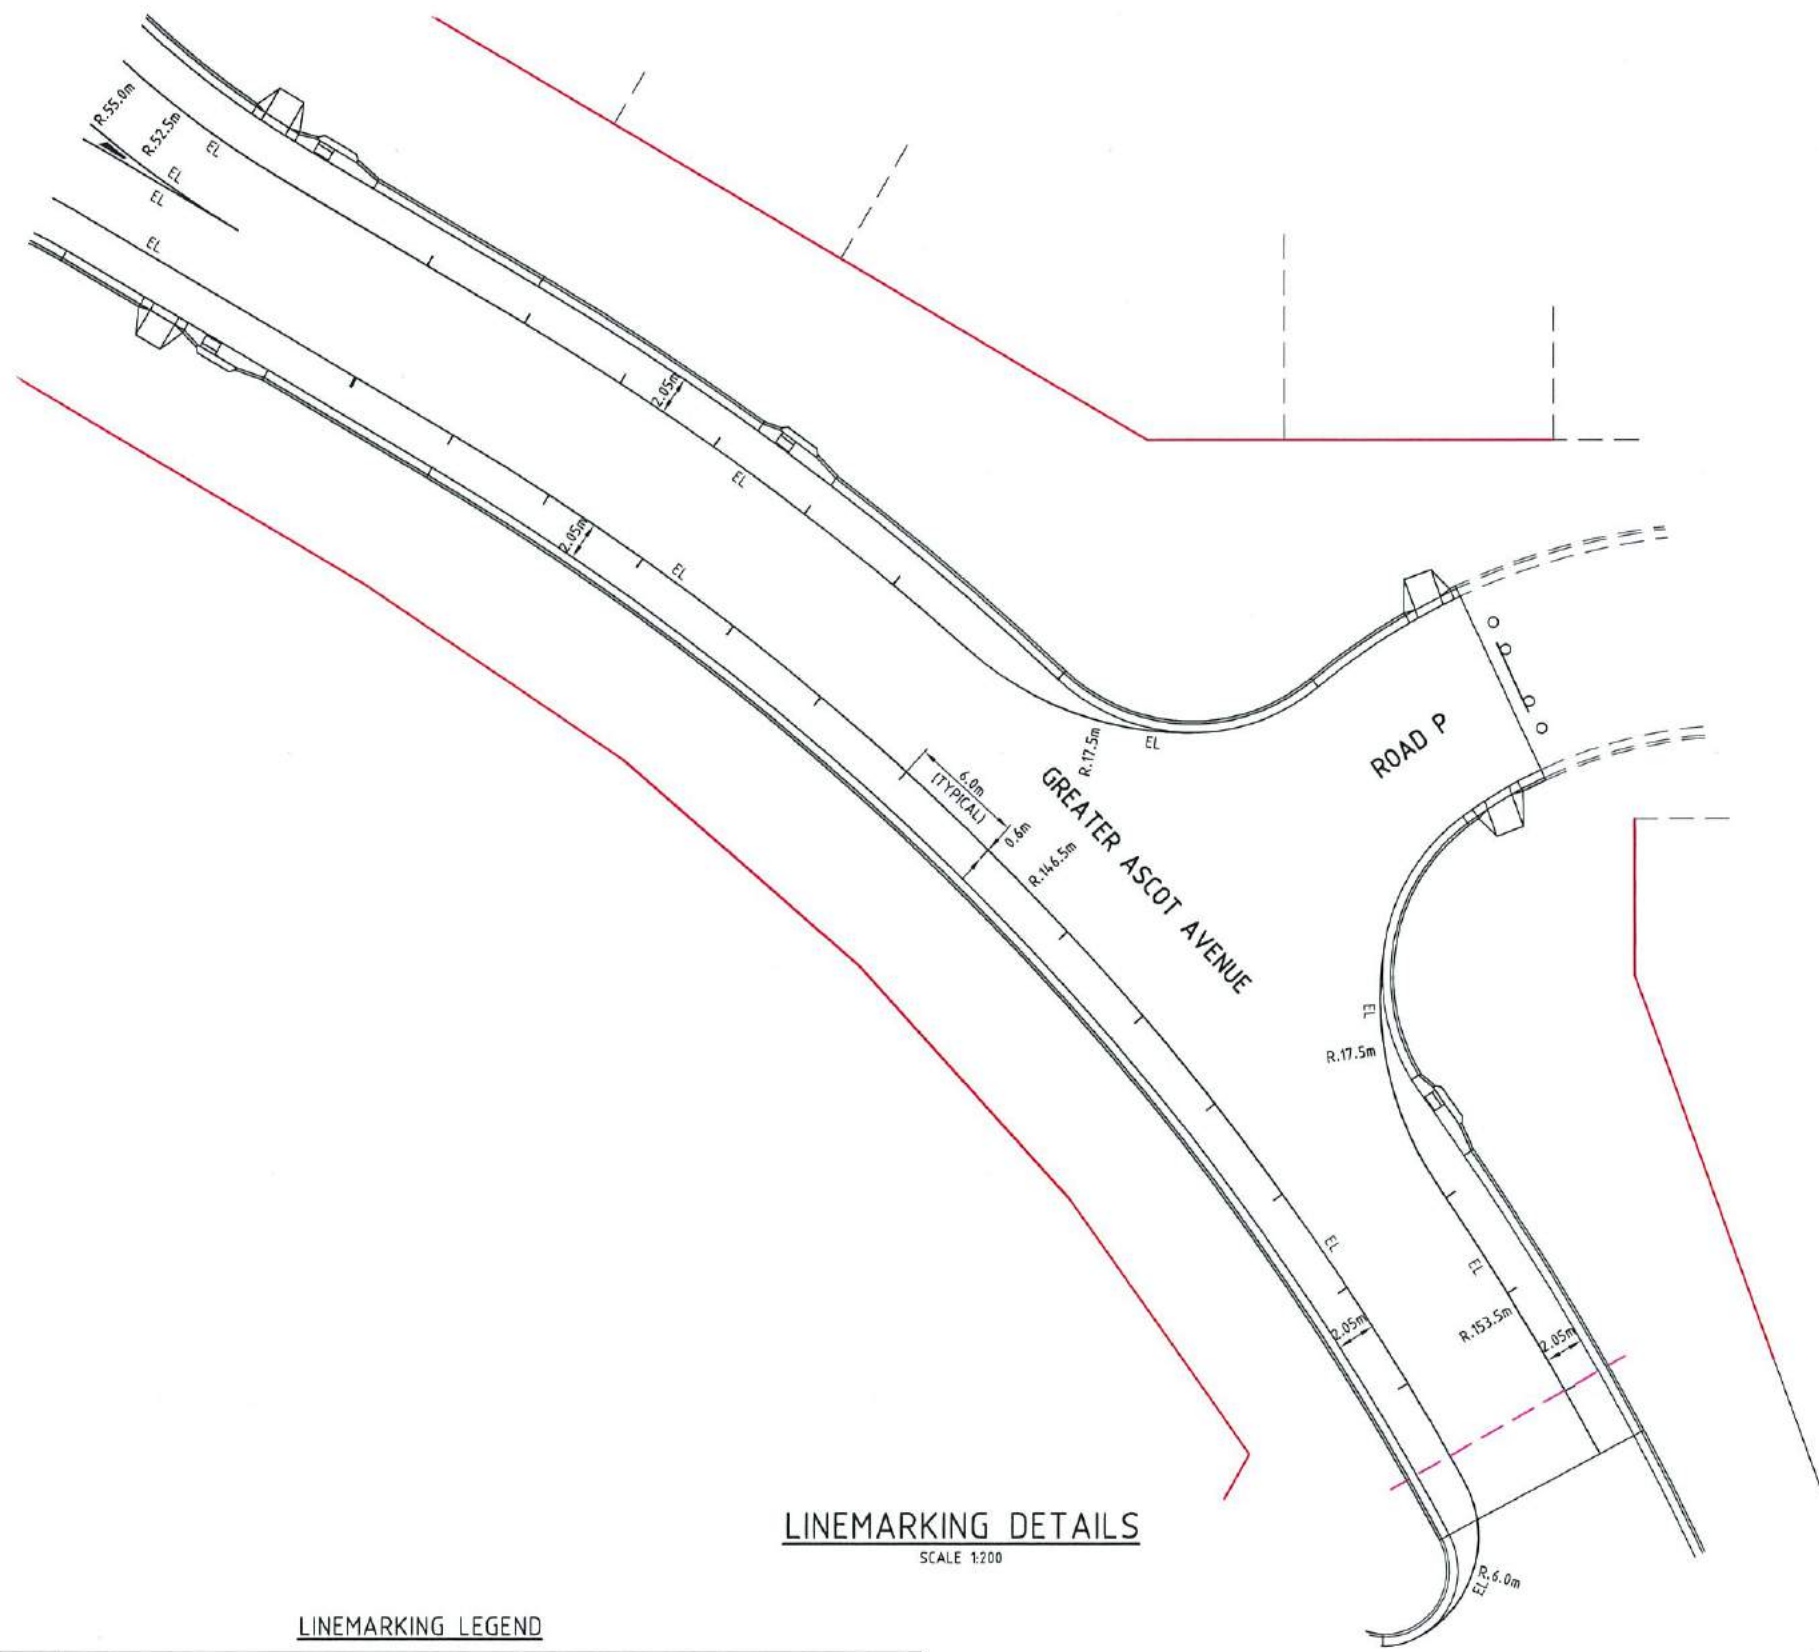 R.55.0m
R.52.5m
EL
EL
EL
EL
2.05m
EL
2.05m
EL
R.17.5m
EL
ROAD P
6.0m
(TYPICAL)
0.6m
R.146.5m
GREATER ASCOT AVENUE
EL
R.17.5m
EL
EL
R.153.5m
2.05m
2.05m
LINEMARKING DETAILS
SCALE 1:200
R.6.0m
EL
LINEMARKING LEGEND